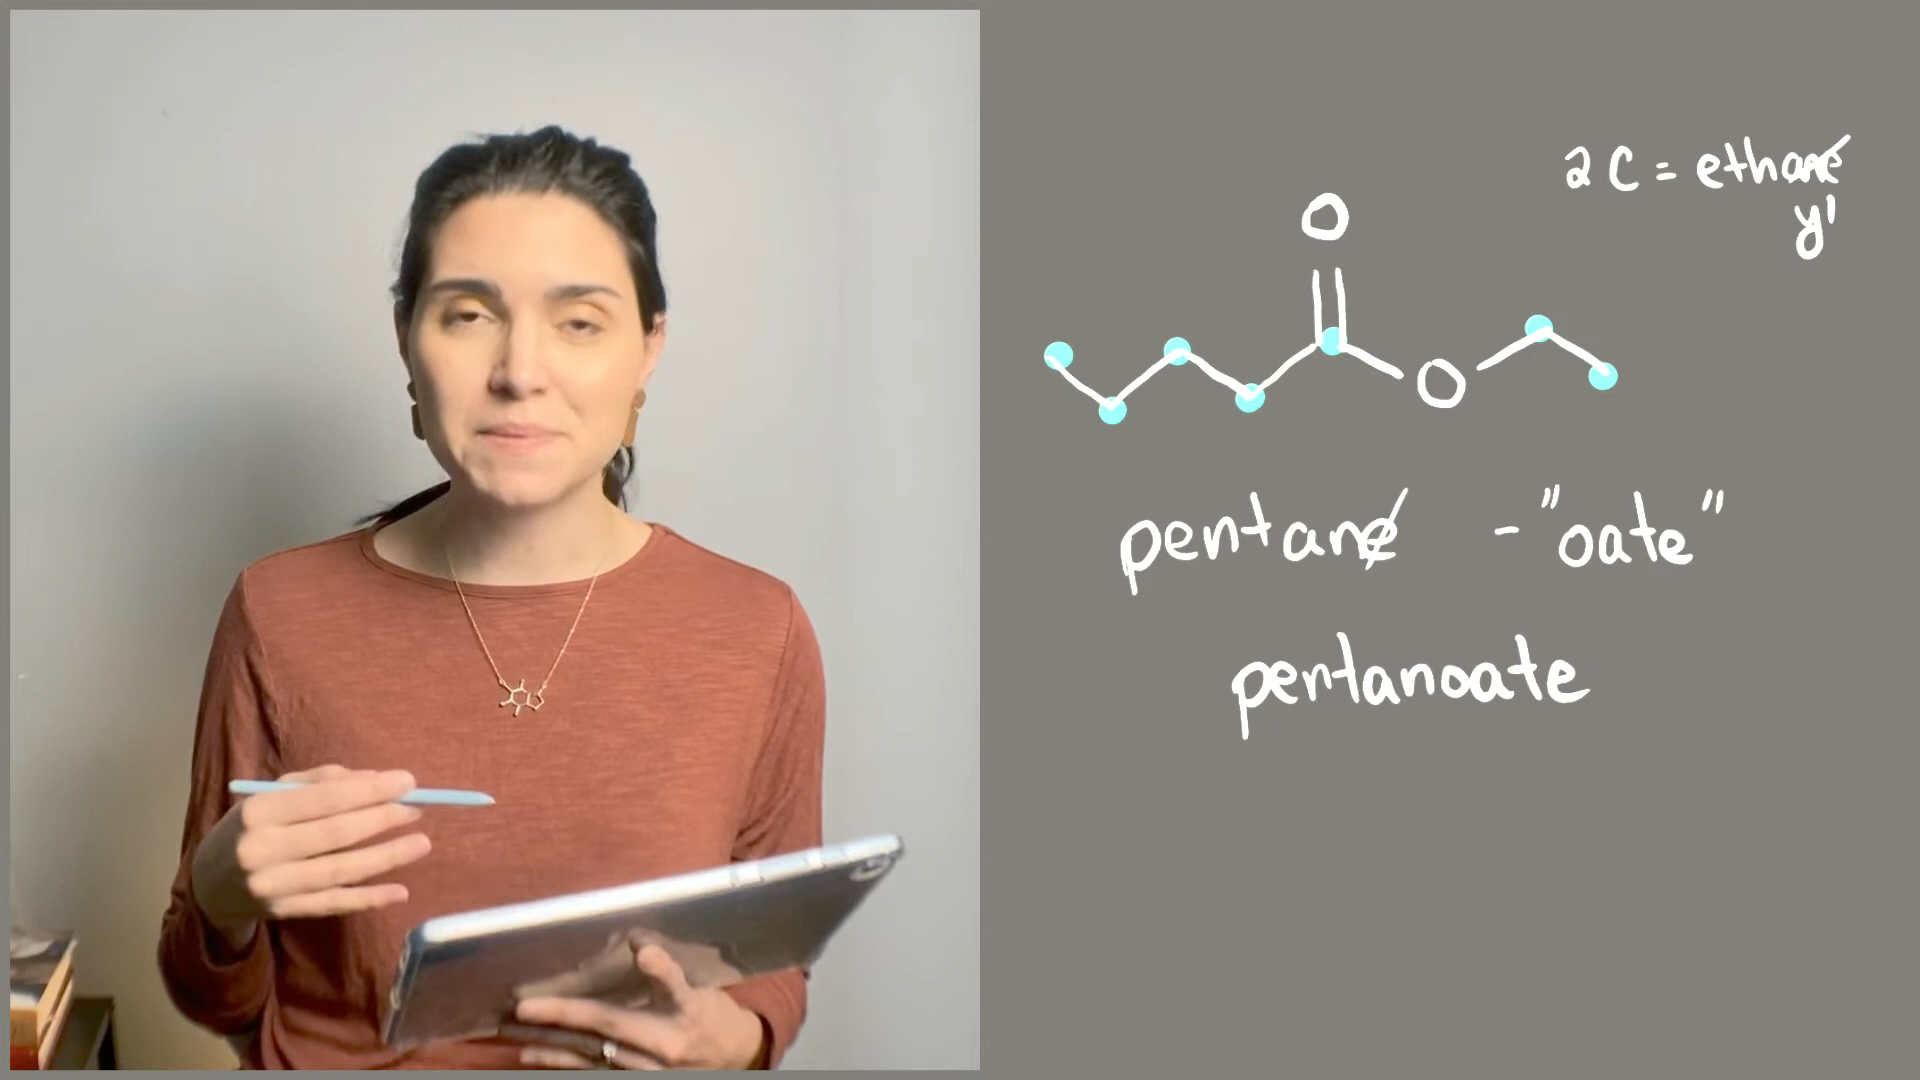 2 C = ethane
yl
O
O
pentane - "oate"
pentanoate